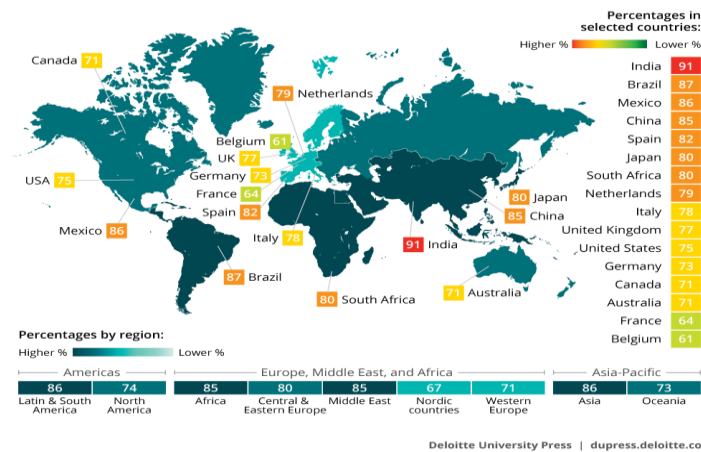 Percentages in
selected countries:
Higher % Lower %
India 91
Brazil 87
Mexico 86
China 85
Spain 82
Japan 80
South Africa 80
Netherlands 79
Italy 78
United Kingdom 77
United States 75
Germany 73
Canada 71
Australia 71
France 64
Belgium 61
Canada 71
79 Netherlands
Belgium 61
UK 77
Germany 73
USA 75
France 64
Spain 82
80 Japan
85 China
Mexico 86
Italy 78
91 India
87 Brazil
80 South Africa
71 Australia
Percentages by region:
Higher % Lower %
Americas
86 74
Latin & South
America
North
America
Europe, Middle East, and Africa
85 80 85 67 71
Africa
Central &
Eastern Europe
Middle East
Nordic
countries
Western
Europe
Asia-Pacific
86 73
Asia Oceania
Deloitte University Press | dupress.deloitte.co